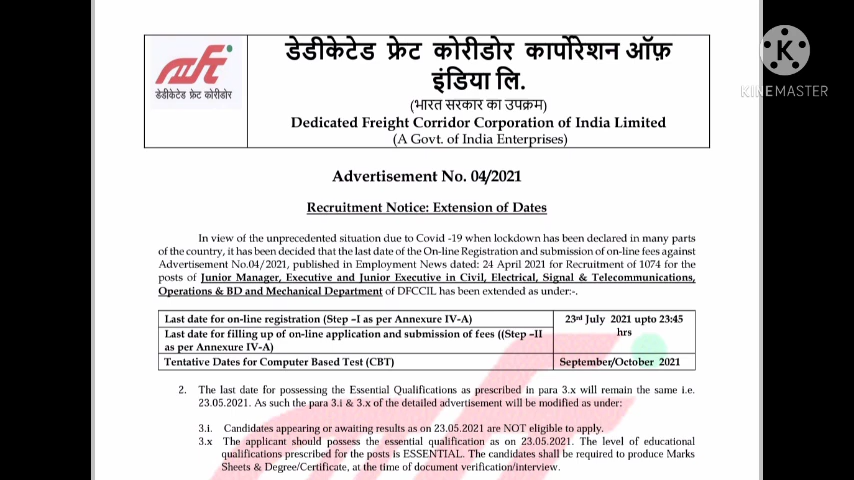 डेडीकेटेड फ्रेट कोरीडोर
डेडीकेटेड फ्रेट कोरीडोर कार्पोरेशन ऑफ़
इंडिया लि.
(भारत सरकार का उपक्रम)
Dedicated Freight Corridor Corporation of India Limited
(A Govt. of India Enterprises)
K
KINEMASTER
Advertisement No. 04/2021
Recruitment Notice: Extension of Dates
In view of the unprecedented situation due to Covid -19 when lockdown has been declared in many parts
of the country, it has been decided that the last date of the On-line Registration and submission of on-line fees against
Advertisement No.04/2021, published in Employment News dated: 24 April 2021 for Recruitment of 1074 for the
posts of Junior Manager, Executive and Junior Executive in Civil, Electrical, Signal & Telecommunications,
Operations & BD and Mechanical Department of DFCCIL has been extended as under:-.
Last date for on-line registration (Step –I as per Annexure IV-A)
23rd July 2021 upto 23:45
hrs
Last date for filling up of on-line application and submission of fees ((Step –II
as per Annexure IV-A)
Tentative Dates for Computer Based Test (CBT)
September/October 2021
2. The last date for possessing the Essential Qualifications as prescribed in para 3.x will remain the same i.e.
23.05.2021. As such the para 3.i & 3.x of the detailed advertisement will be modified as under:
3.i. Candidates appearing or awaiting results as on 23.05.2021 are NOT eligible to apply.
3.x The applicant should possess the essential qualification as on 23.05.2021. The level of educational
qualifications prescribed for the posts is ESSENTIAL. The candidates shall be required to produce Marks
Sheets & Degree/Certificate, at the time of document verification/interview.